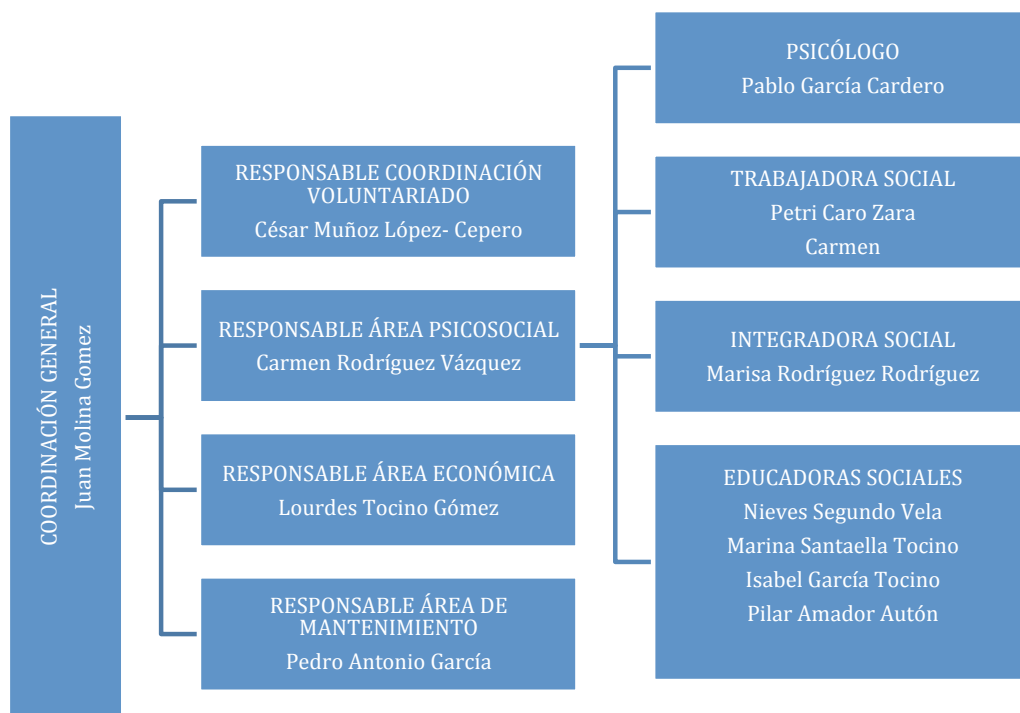 COORDINACIÓN GENERAL
Juan Molina Gomez
RESPONSABLE COORDINACIÓN
VOLUNTARIADO
César Muñoz López- Cepero
RESPONSABLE ÁREA PSICOSOCIAL
Carmen Rodríguez Vázquez
RESPONSABLE ÁREA ECONÓMICA
Lourdes Tocino Gómez
RESPONSABLE ÁREA DE
MANTENIMIENTO
Pedro Antonio García
PSICÓLOGO
Pablo García Cardero
TRABAJADORA SOCIAL
Petri Caro Zara
Carmen
INTEGRADORA SOCIAL
Marisa Rodríguez Rodríguez
EDUCADORAS SOCIALES
Nieves Segundo Vela
Marina Santaella Tocino
Isabel García Tocino
Pilar Amador Autón